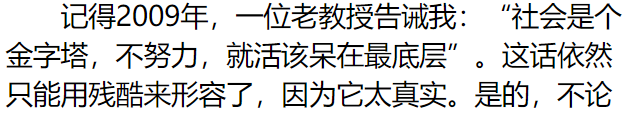 记得2009年，一位老教授告诫我：“社会是个
金字塔，不努力，就活该呆在最底层”。这话依然
只能用残酷来形容了，因为它太真实。是的，不论